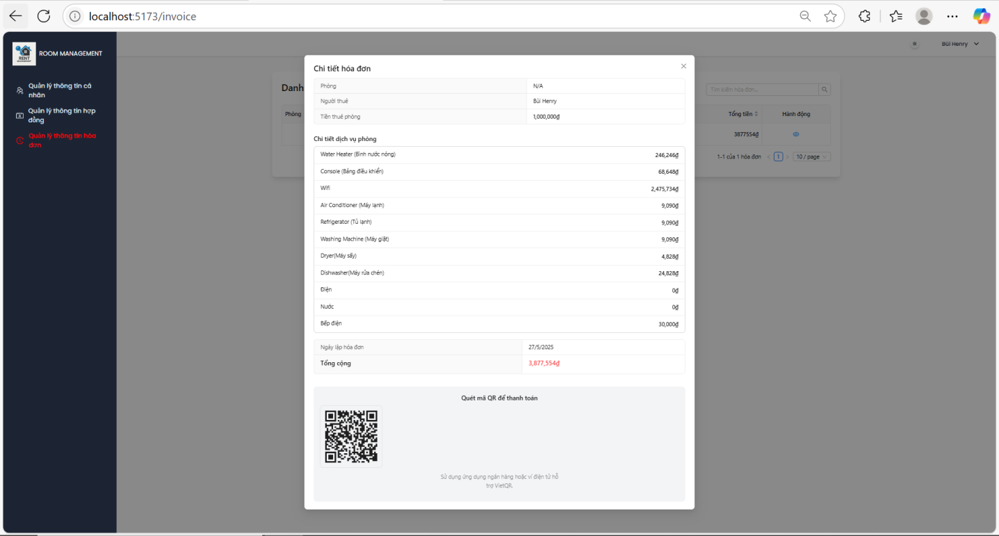 localhost:5173/invoice
RENT
ROOM MANAGEMENT
Bùi Henry
Quản lý thông tin cá
nhân
Quản lý thông tin hợp
đồng
Quản lý thông tin hóa
đơn
Danh
Tìm kiếm hóa đơn...
Phòng
Tổng tiền
Hành động
3877554₫
1-1 của 1 hóa đơn
1
10 / page
Chi tiết hóa đơn
Phòng N/A
Người thuê Bùi Henry
Tiền thuê phòng 1,000,000₫
Chi tiết dịch vụ phòng
Water Heater (Bình nước nóng) 246,246₫
Console (Bảng điều khiển) 68,648₫
Wifi 2,475,734₫
Air Conditioner (Máy lạnh) 9,090₫
Refrigerator (Tủ lạnh) 9,090₫
Washing Machine (Máy giặt) 9,090₫
Dryer(Máy sấy) 4,828₫
Dishwasher(Máy rửa chén) 24,828₫
Điện 0₫
Nước 0₫
Bếp điện 30,000₫
Ngày lập hóa đơn 27/5/2025
Tổng cộng 3,877,554₫
Quét mã QR để thanh toán
Sử dụng ứng dụng ngân hàng hoặc ví điện tử hỗ
trợ VietQR.